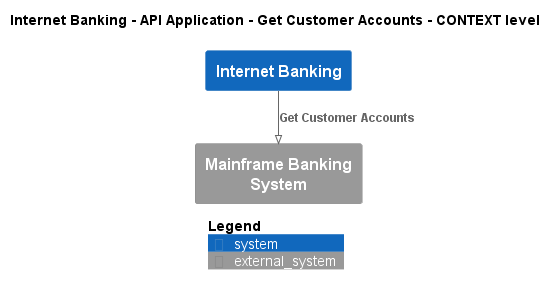 Internet Banking - API Application - Get Customer Accounts - CONTEXT level
Internet Banking
Get Customer Accounts
Mainframe Banking
System
Legend
system
external_system